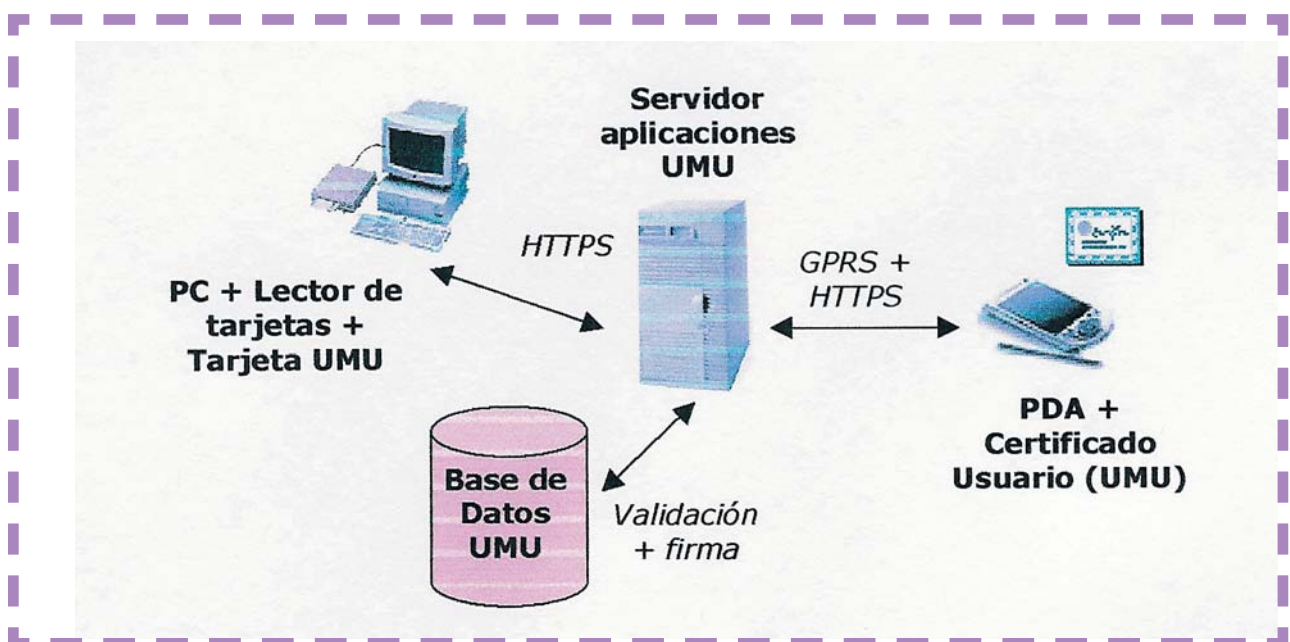 Servidor
aplicaciones
UMU
HTTPS
GPRS +
HTTPS
PC + Lector de
tarjetas +
Tarjeta UMU
PDA +
Certificado
Usuario (UMU)
Base de
Datos
UMU
Validación
+ firma